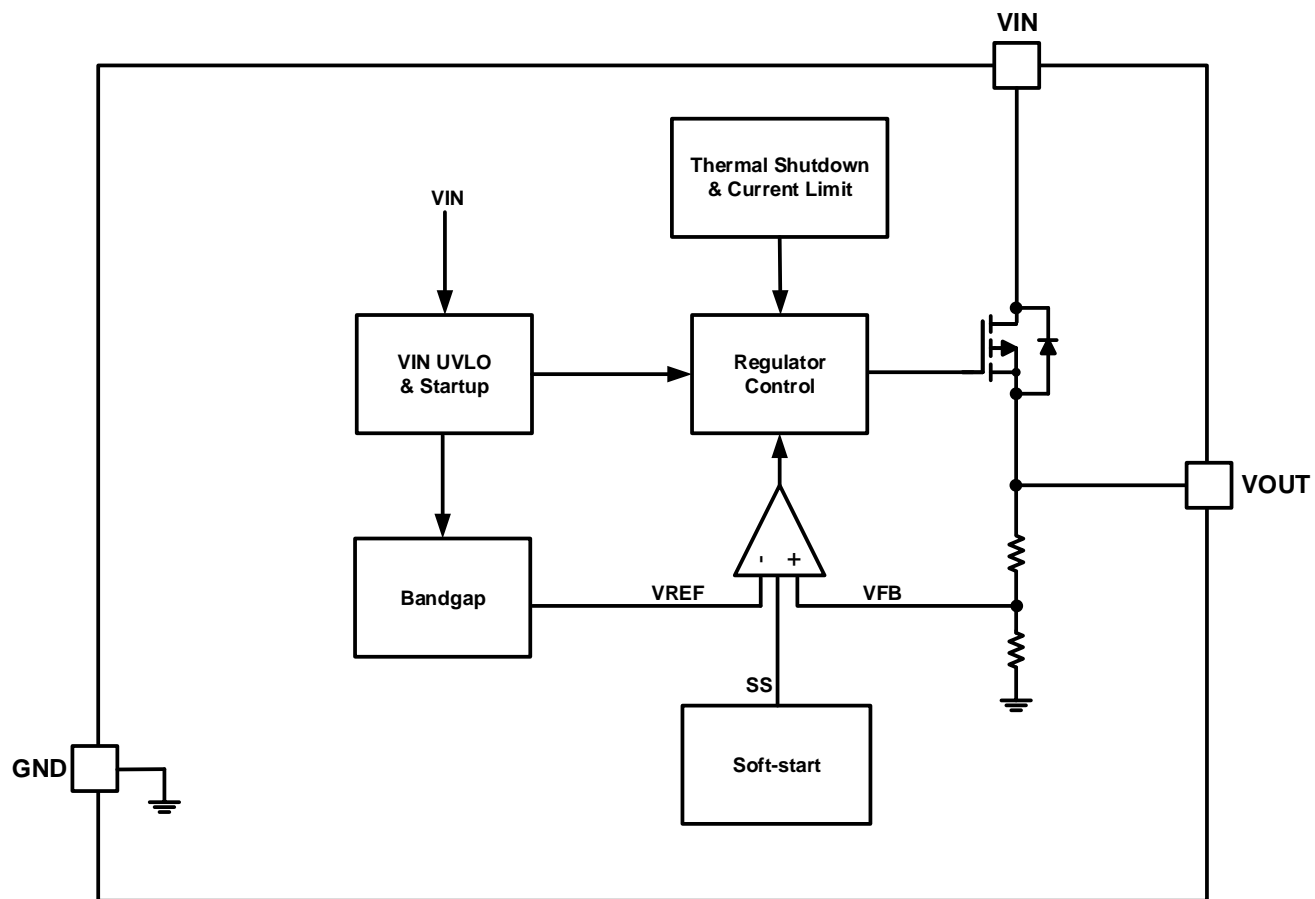 VIN
Thermal Shutdown
& Current Limit
VIN
VIN UVLO
& Startup
Regulator
Control
VOUT
- +
Bandgap
VREF
VFB
SS
Soft-start
GND